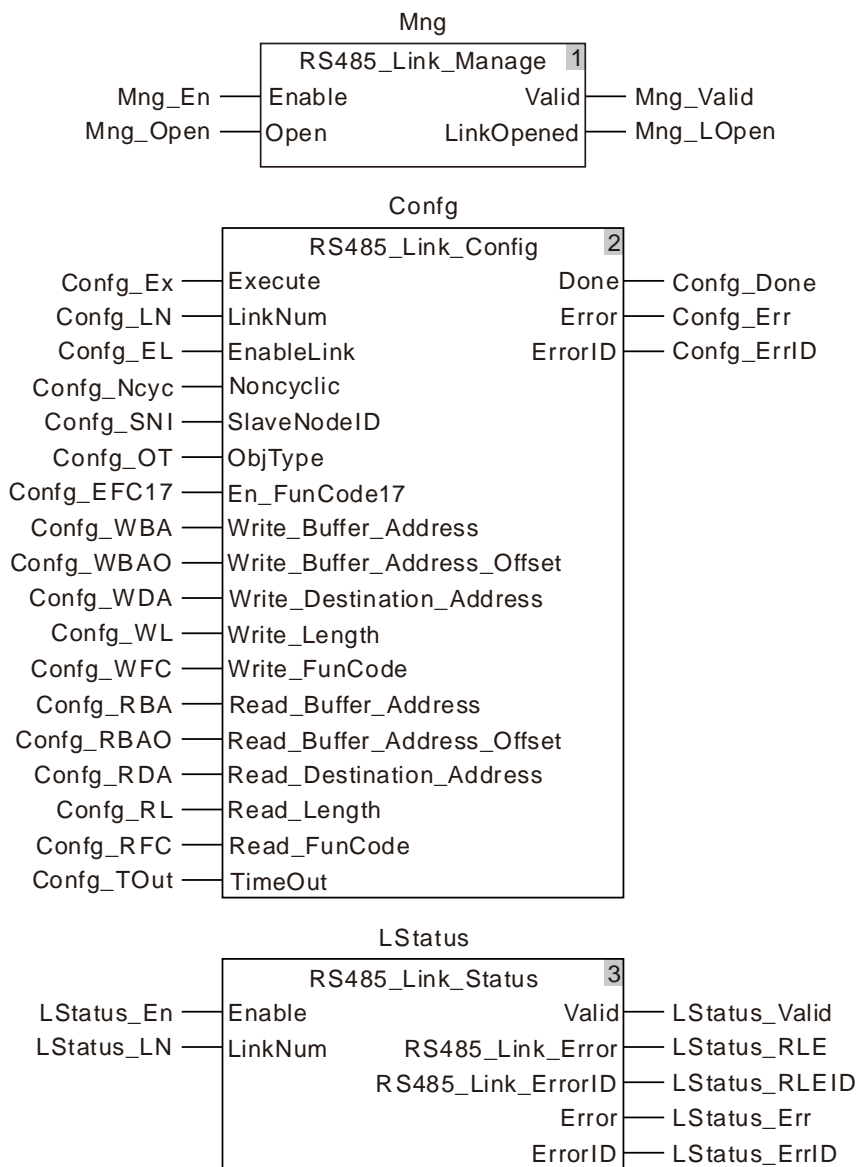 Mng
RS485_Link_Manage 1
Mng_En Enable Valid Mng_Valid
Mng_Open Open LinkOpened Mng_LOpen
Confg
RS485_Link_Config 2
Confg_Ex Execute Done Confg_Done
Confg_LN LinkNum Error Confg_Err
Confg_EL EnableLink ErrorID Confg_ErrID
Confg_Ncyc Noncyclic
Confg_SNI SlaveNodeID
Confg_OT ObjType
Confg_EFC17 En_FunCode17
Confg_WBA Write_Buffer_Address
Confg_WBAO Write_Buffer_Address_Offset
Confg_WDA Write_Destination_Address
Confg_WL Write_Length
Confg_WFC Write_FunCode
Confg_RBA Read_Buffer_Address
Confg_RBAO Read_Buffer_Address_Offset
Confg_RDA Read_Destination_Address
Confg_RL Read_Length
Confg_RFC Read_FunCode
Confg_TOut TimeOut
LStatus
RS485_Link_Status 3
LStatus_En Enable Valid LStatus_Valid
LStatus_LN LinkNum RS485_Link_Error LStatus_RLE
RS485_Link_ErrorID LStatus_RLEID
Error LStatus_Err
ErrorID LStatus_ErrID